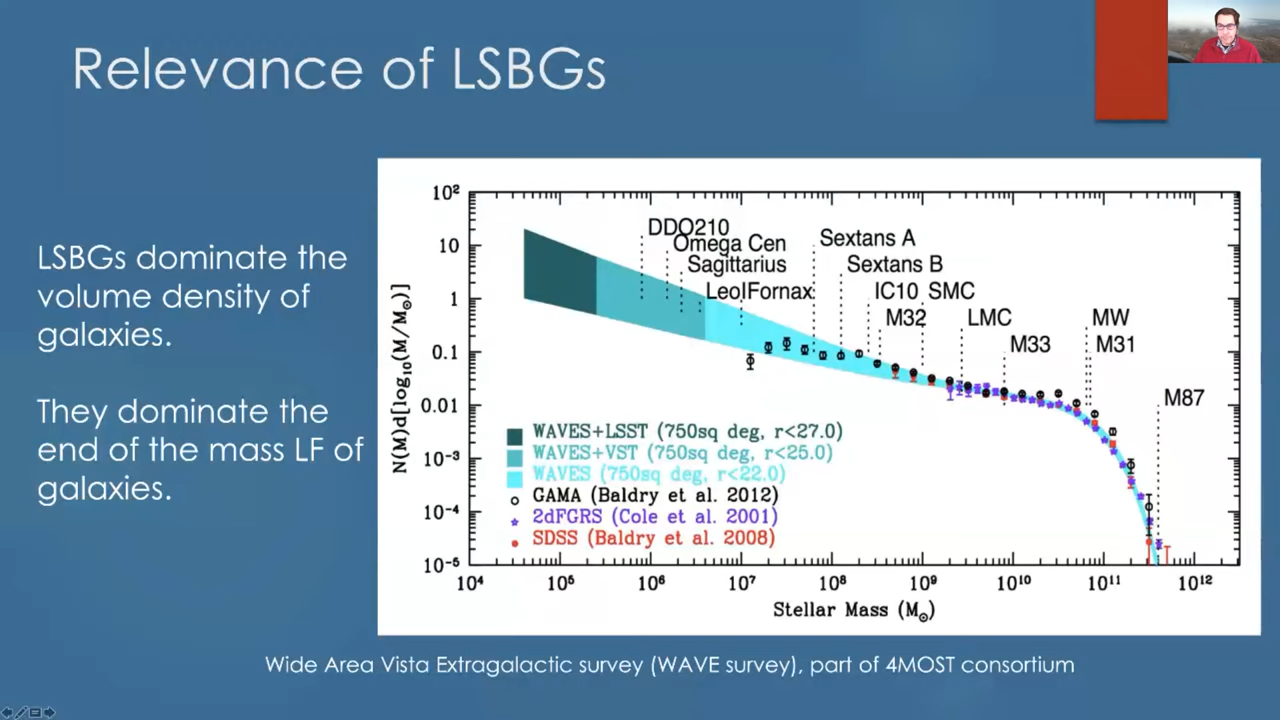 Relevance of LSBGs
LSBGs dominate the
volume density of
galaxies.
They dominate the
end of the mass LF of
galaxies.
N(M)d[log₁₀(M/M☉)]
10²
10
1
0.1
0.01
10⁻³
10⁻⁴
10⁻⁵
DDO210
Omega Cen
Sagittarius
LeoI
Fornax
Sextans A
Sextans B
IC10
SMC
M32
LMC
M33
MW
M31
M87
WAVES+LSST (750sq deg, r<27.0)
WAVES+VST (750sq deg, r<25.0)
WAVES (750sq deg, r<22.0)
GAMA (Baldry et al. 2012)
2dFGRS (Cole et al. 2001)
SDSS (Baldry et al. 2008)
10⁴ 10⁵ 10⁶ 10⁷ 10⁸ 10⁹ 10¹⁰ 10¹¹ 10¹²
Stellar Mass (M☉)
Wide Area Vista Extragalactic survey (WAVE survey), part of 4MOST consortium